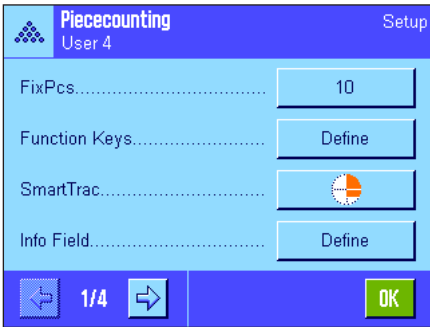 Piececounting Setup
User 4
FixPcs.................................. 10
Function Keys........................ Define
SmartTrac..............................
Info Field................................ Define
1/4 OK